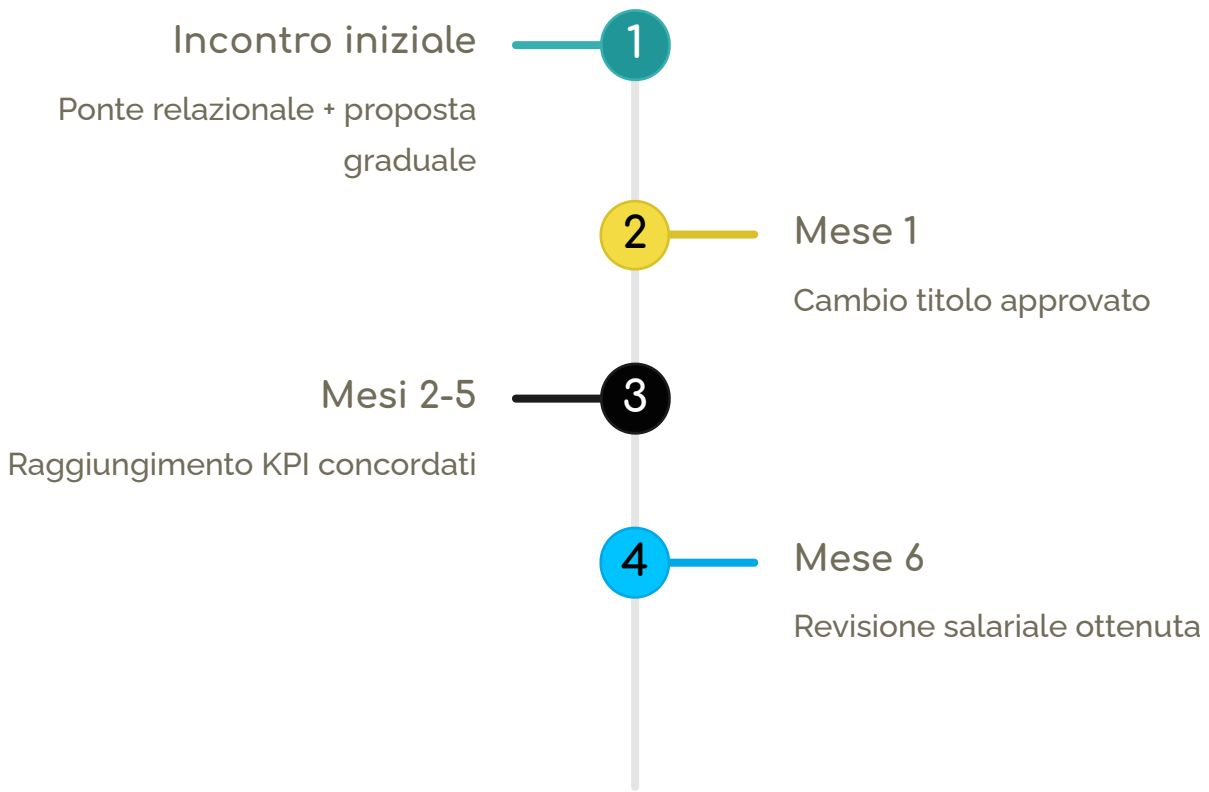 Incontro iniziale
1
Ponte relazionale + proposta
graduale
2
Mese 1
Cambio titolo approvato
Mesi 2-5
3
Raggiungimento KPI concordati
4
Mese 6
Revisione salariale ottenuta